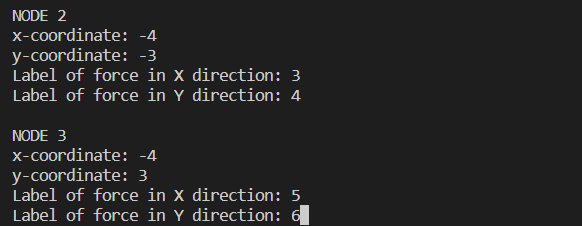 NODE 2
x-coordinate: -4
y-coordinate: -3
Label of force in X direction: 3
Label of force in Y direction: 4
NODE 3
x-coordinate: -4
y-coordinate: 3
Label of force in X direction: 5
Label of force in Y direction: 6